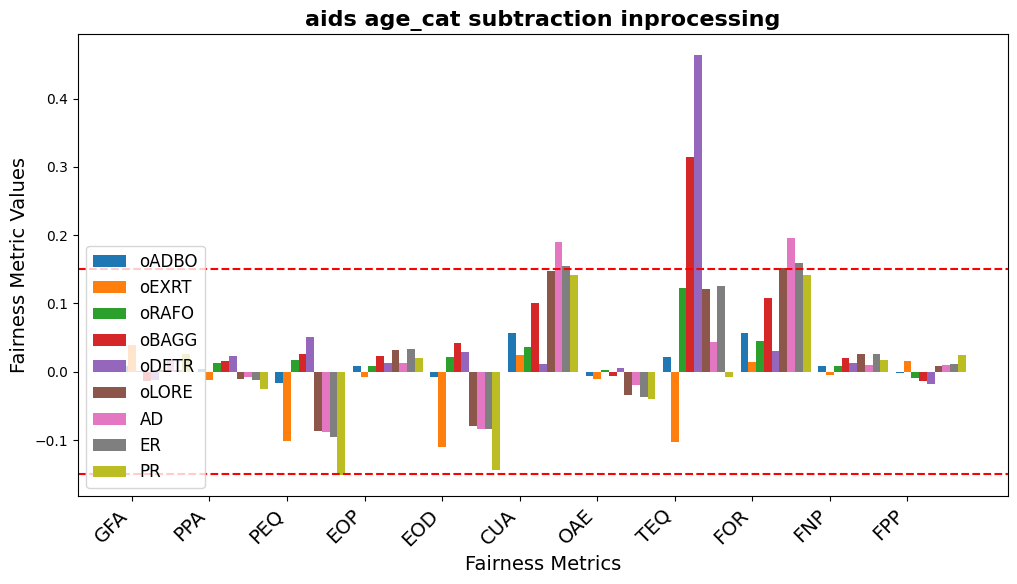 aids age_cat subtraction inprocessing
Fairness Metric Values
0.4
0.3
0.2
0.1
0.0
−0.1
oADBO
oEXRT
oRAFO
oBAGG
oDETR
oLORE
AD
ER
PR
GFA
PPA
PEQ
EOP
EOD
CUA
OAE
TEQ
FOR
FNP
FPP
Fairness Metrics